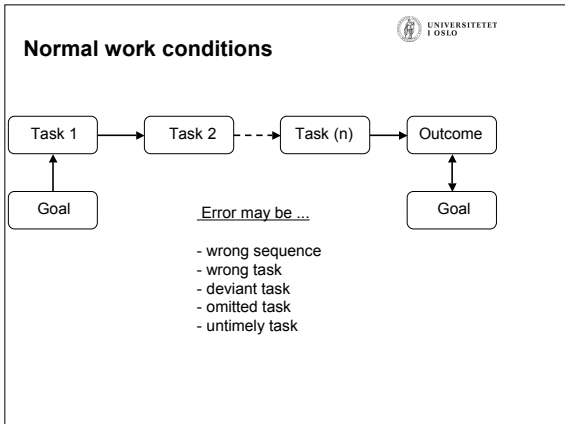 UNIVERSITETET
I OSLO
Normal work conditions
Task 1
Task 2
Task (n)
Outcome
Goal
Goal
Error may be ...
- wrong sequence
- wrong task
- deviant task
- omitted task
- untimely task